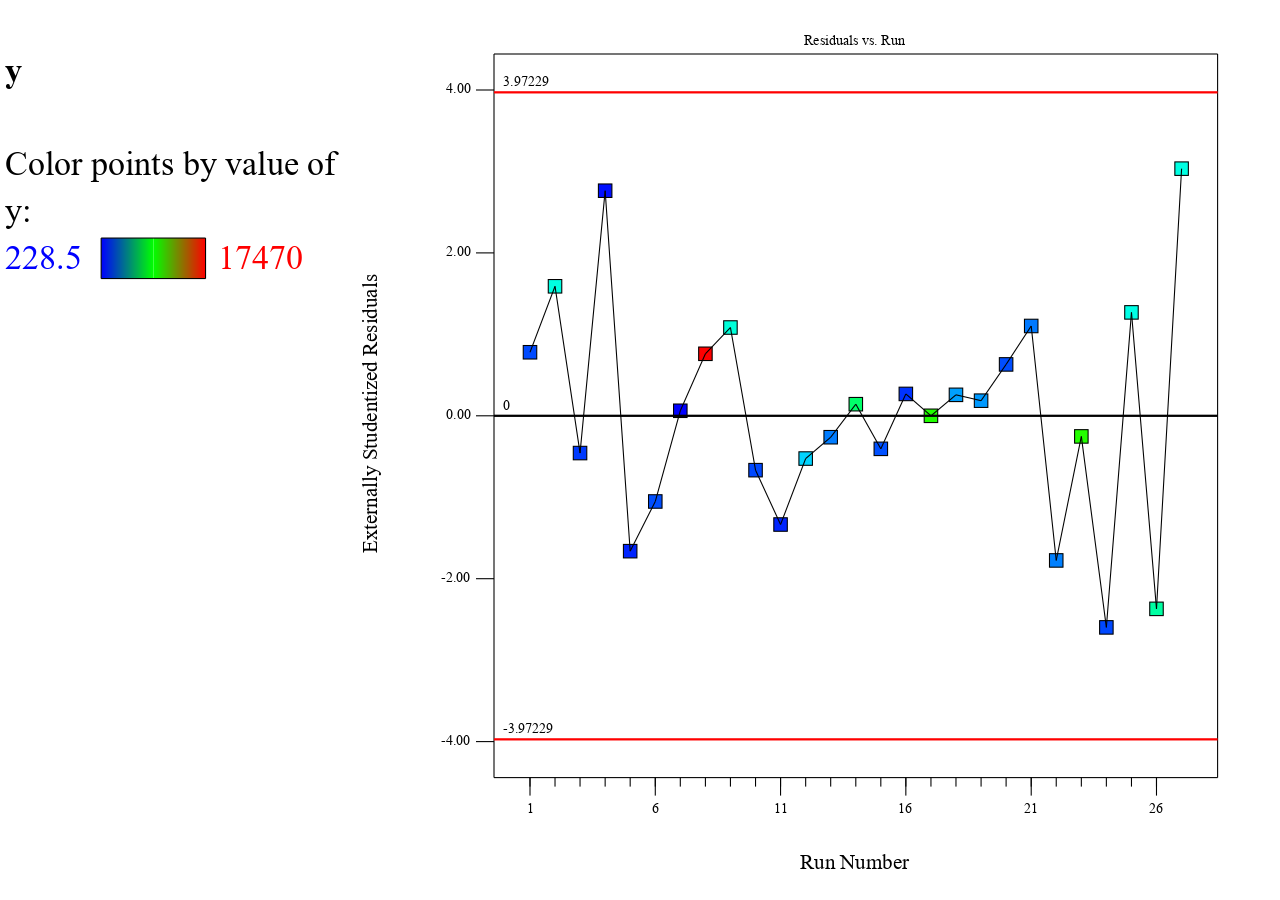 y
Color points by value of
y:
228.5 17470
Residuals vs. Run
Externally Studentized Residuals
4.00
2.00
0.00
-2.00
-4.00
3.97229
0
-3.97229
1 6 11 16 21 26
Run Number